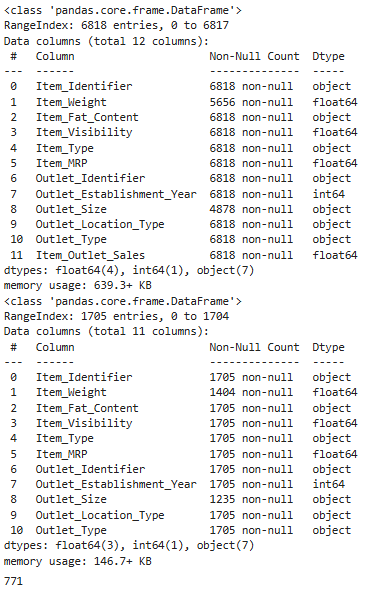 <class 'pandas.core.frame.DataFrame'>
RangeIndex: 6818 entries, 0 to 6817
Data columns (total 12 columns):
 #   Column                     Non-Null Count  Dtype
---  ------                     --------------  -----
 0   Item_Identifier            6818 non-null   object
 1   Item_Weight                5656 non-null   float64
 2   Item_Fat_Content           6818 non-null   object
 3   Item_Visibility            6818 non-null   float64
 4   Item_Type                  6818 non-null   object
 5   Item_MRP                   6818 non-null   float64
 6   Outlet_Identifier          6818 non-null   object
 7   Outlet_Establishment_Year  6818 non-null   int64
 8   Outlet_Size                4878 non-null   object
 9   Outlet_Location_Type       6818 non-null   object
 10  Outlet_Type                6818 non-null   object
 11  Item_Outlet_Sales          6818 non-null   float64
dtypes: float64(4), int64(1), object(7)
memory usage: 639.3+ KB
<class 'pandas.core.frame.DataFrame'>
RangeIndex: 1705 entries, 0 to 1704
Data columns (total 11 columns):
 #   Column                     Non-Null Count  Dtype
---  ------                     --------------  -----
 0   Item_Identifier            1705 non-null   object
 1   Item_Weight                1404 non-null   float64
 2   Item_Fat_Content           1705 non-null   object
 3   Item_Visibility            1705 non-null   float64
 4   Item_Type                  1705 non-null   object
 5   Item_MRP                   1705 non-null   float64
 6   Outlet_Identifier          1705 non-null   object
 7   Outlet_Establishment_Year  1705 non-null   int64
 8   Outlet_Size                1235 non-null   object
 9   Outlet_Location_Type       1705 non-null   object
 10  Outlet_Type                1705 non-null   object
dtypes: float64(3), int64(1), object(7)
memory usage: 146.7+ KB
771